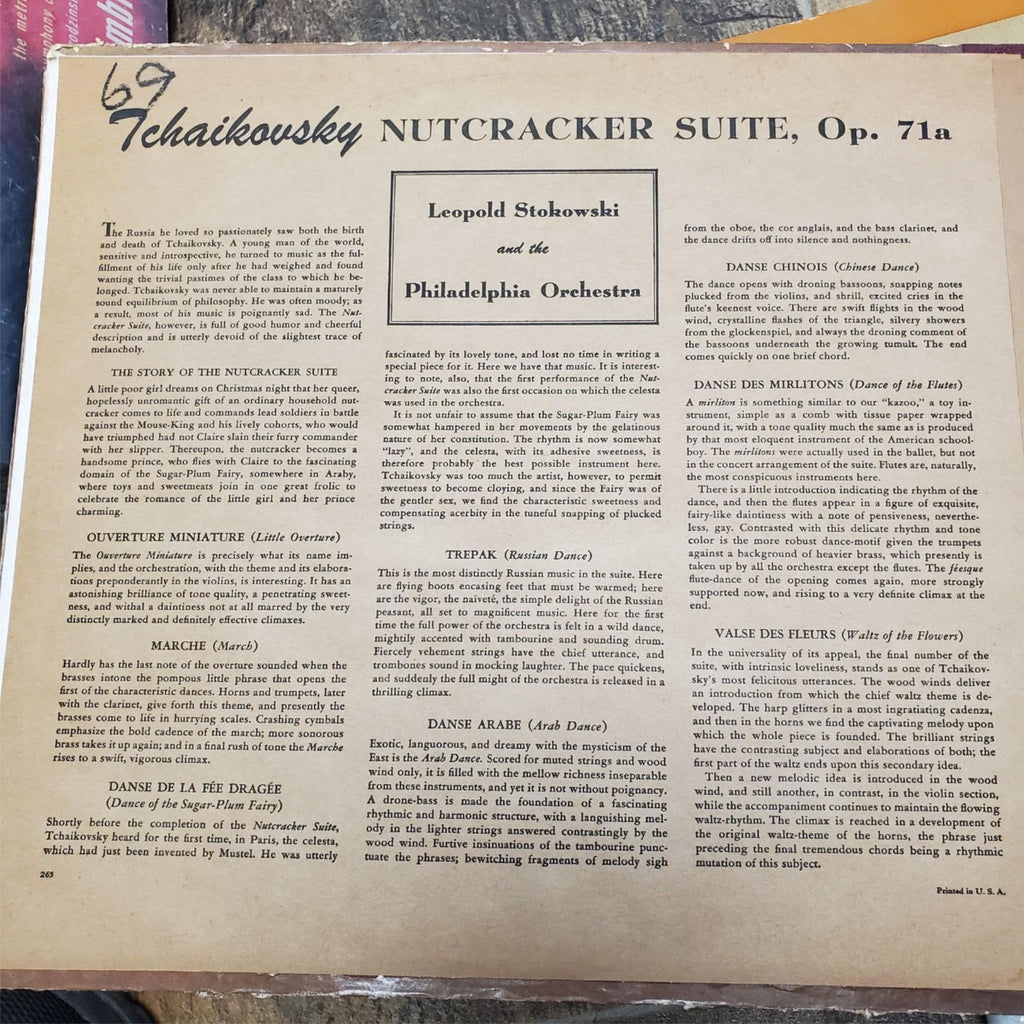 the metr
mphony o
rodzinsk
mbi
69
Tchaikovsky NUTCRACKER SUITE, Op. 71a
Leopold Stokowski
and the
Philadelphia Orchestra
The Russia he loved so passionately saw both the birth
and death of Tchaikovsky. A young man of the world,
sensitive and introspective, he turned to music as the ful-
fillment of his life only after he had weighed and found
wanting the trivial pastimes of the class to which he be-
longed. Tchaikovsky was never able to maintain a maturely
sound equilibrium of philosophy. He was often moody; as
a result, most of his music is poignantly sad. The Nut-
cracker Suite, however, is full of good humor and cheerful
description and is utterly devoid of the slightest trace of
melancholy.
THE STORY OF THE NUTCRACKER SUITE
A little poor girl dreams on Christmas night that her queer,
hopelessly unromantic gift of an ordinary household nut-
cracker comes to life and commands lead soldiers in battle
against the Mouse-King and his lively cohorts, who would
have triumphed had not Claire slain their furry commander
with her slipper. Thereupon, the nutcracker becomes a
handsome prince, who flies with Claire to the fascinating
domain of the Sugar-Plum Fairy, somewhere in Araby,
where toys and sweetmeats join in one great frolic to
celebrate the romance of the little girl and her prince
charming.
OUVERTURE MINIATURE (Little Overture)
The Ouverture Miniature is precisely what its name im-
plies, and the orchestration, with the theme and its elabora-
tions preponderantly in the violins, is interesting. It has an
astonishing brilliance of tone quality, a penetrating sweet-
ness, and withal a daintiness not at all marred by the very
distinctly marked and definitely effective climaxes.
MARCHE (March)
Hardly has the last note of the overture sounded when the
brasses intone the pompous little phrase that opens the
first of the characteristic dances. Horns and trumpets, later
with the clarinet, give forth this theme, and presently the
brasses come to life in hurrying scales. Crashing cymbals
emphasize the bold cadence of the march; more sonorous
brass takes it up again; and in a final rush of tone the Marche
rises to a swift, vigorous climax.
DANSE DE LA FÉE DRAGÉE
(Dance of the Sugar-Plum Fairy)
Shortly before the completion of the Nutcracker Suite,
Tchaikovsky heard for the first time, in Paris, the celesta,
which had just been invented by Mustel. He was utterly
fascinated by its lovely tone, and lost no time in writing a
special piece for it. Here we have that music. It is interest-
ing to note, also, that the first performance of the Nut-
cracker Suite was also the first occasion on which the celesta
was used in the orchestra.
It is not unfair to assume that the Sugar-Plum Fairy was
somewhat hampered in her movements by the gelatinous
nature of her constitution. The rhythm is now somewhat
"lazy", and the celesta, with its adhesive sweetness, is
therefore probably the best possible instrument here.
Tchaikovsky was too much the artist, however, to permit
sweetness to become cloying, and since the Fairy was of
the gentler sex, we find the characteristic sweetness and
compensating acerbity in the tuneful snapping of plucked
strings.
TREPAK (Russian Dance)
This is the most distinctly Russian music in the suite. Here
are flying boots encasing feet that must be warmed; here
are the vigor, the naïveté, the simple delight of the Russian
peasant, all set to magnificent music. Here for the first
time the full power of the orchestra is felt in a wild dance,
mightily accented with tambourine and sounding drum.
Fiercely vehement strings have the chief utterance, and
trombones sound in mocking laughter. The pace quickens,
and suddenly the full might of the orchestra is released in a
thrilling climax.
DANSE ARABE (Arab Dance)
Exotic, languorous, and dreamy with the mysticism of the
East is the Arab Dance. Scored for muted strings and wood
wind only, it is filled with the mellow richness inseparable
from these instruments, and yet it is not without poignancy.
A drone-bass is made the foundation of a fascinating
rhythmic and harmonic structure, with a languishing mel-
ody in the lighter strings answered contrastingly by the
wood wind. Furtive insinuations of the tambourine punc-
tuate the phrases; bewitching fragments of melody sigh
from the oboe, the cor anglais, and the bass clarinet, and
the dance drifts off into silence and nothingness.
DANSE CHINOIS (Chinese Dance)
The dance opens with droning bassoons, snapping notes
plucked from the violins, and shrill, excited cries in the
flute's keenest voice. There are swift flights in the wood
wind, crystalline flashes of the triangle, silvery showers
from the glockenspiel, and always the droning comment of
the bassoons underneath the growing tumult. The end
comes quickly on one brief chord.
DANSE DES MIRLITONS (Dance of the Flutes)
A mirliton is something similar to our "kazoo," a toy in-
strument, simple as a comb with tissue paper wrapped
around it, with a tone quality much the same as is produced
by that most eloquent instrument of the American school-
boy. The mirlitons were actually used in the ballet, but not
in the concert arrangement of the suite. Flutes are, naturally,
the most conspicuous instruments here.
There is a little introduction indicating the rhythm of the
dance, and then the flutes appear in a figure of exquisite,
fairy-like daintiness with a note of pensiveness, neverthe-
less, gay. Contrasted with this delicate rhythm and tone
color is the more robust dance-motif given the trumpets
against a background of heavier brass, which presently is
taken up by all the orchestra except the flutes. The féesque
flute-dance of the opening comes again, more strongly
supported now, and rising to a very definite climax at the
end.
VALSE DES FLEURS (Waltz of the Flowers)
In the universality of its appeal, the final number of the
suite, with intrinsic loveliness, stands as one of Tchaikov-
sky's most felicitous utterances. The wood winds deliver
an introduction from which the chief waltz theme is de-
veloped. The harp glitters in a most ingratiating cadenza,
and then in the horns we find the captivating melody upon
which the whole piece is founded. The brilliant strings
have the contrasting subject and elaborations of both; the
first part of the waltz ends upon this secondary idea.
Then a new melodic idea is introduced in the wood
wind, and still another, in contrast, in the violin section,
while the accompaniment continues to maintain the flowing
waltz-rhythm. The climax is reached in a development of
the original waltz-theme of the horns, the phrase just
preceding the final tremendous chords being a rhythmic
mutation of this subject.
265
Printed in U. S. A.